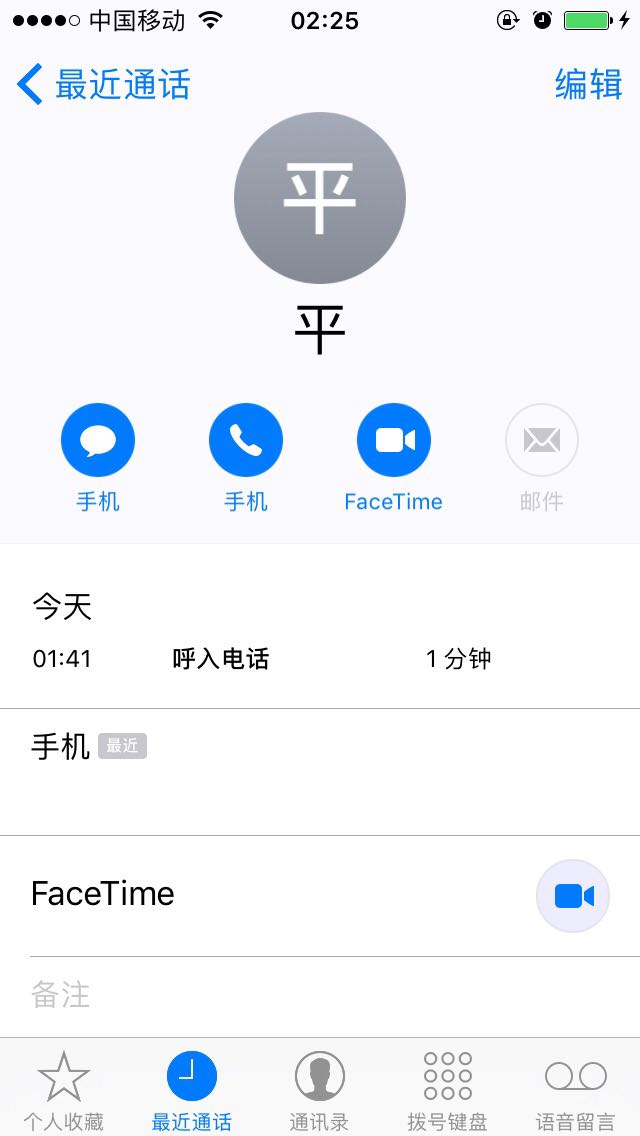 中国移动 02:25
最近通话 编辑
平
平
手机 手机 FaceTime 邮件
今天
01:41 呼入电话 1 分钟
手机 最近
FaceTime
备注
个人收藏 最近通话 通讯录 拨号键盘 语音留言